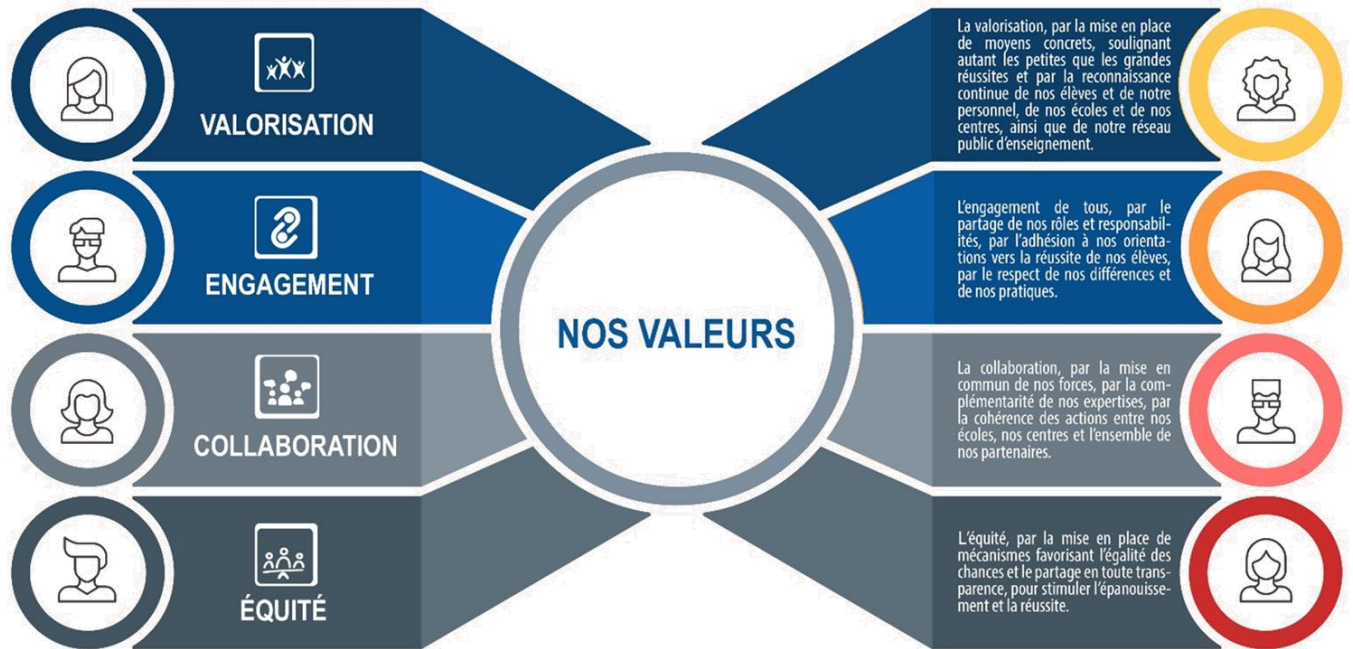 VALORISATION
La valorisation, par la mise en place
de moyens concrets, soulignant
autant les petites que les grandes
réussites et par la reconnaissance
continue de nos élèves et de notre
personnel, de nos écoles et de nos
centres, ainsi que de notre réseau
public d'enseignement.
ENGAGEMENT
L'engagement de tous, par le
partage de nos rôles et responsabil-
ités, par l'adhésion à nos orienta-
tions vers la réussite de nos élèves,
par le respect de nos différences et
de nos pratiques.
NOS VALEURS
COLLABORATION
La collaboration, par la mise en
commun de nos forces, par la com-
plémentarité de nos expertises, par
la cohérence des actions entre nos
écoles, nos centres et l'ensemble de
nos partenaires.
ÉQUITÉ
L'équité, par la mise en place de
mécanismes favorisant l'égalité des
chances et le partage en toute trans-
parence, pour stimuler l'épanouisse-
ment et la réussite.